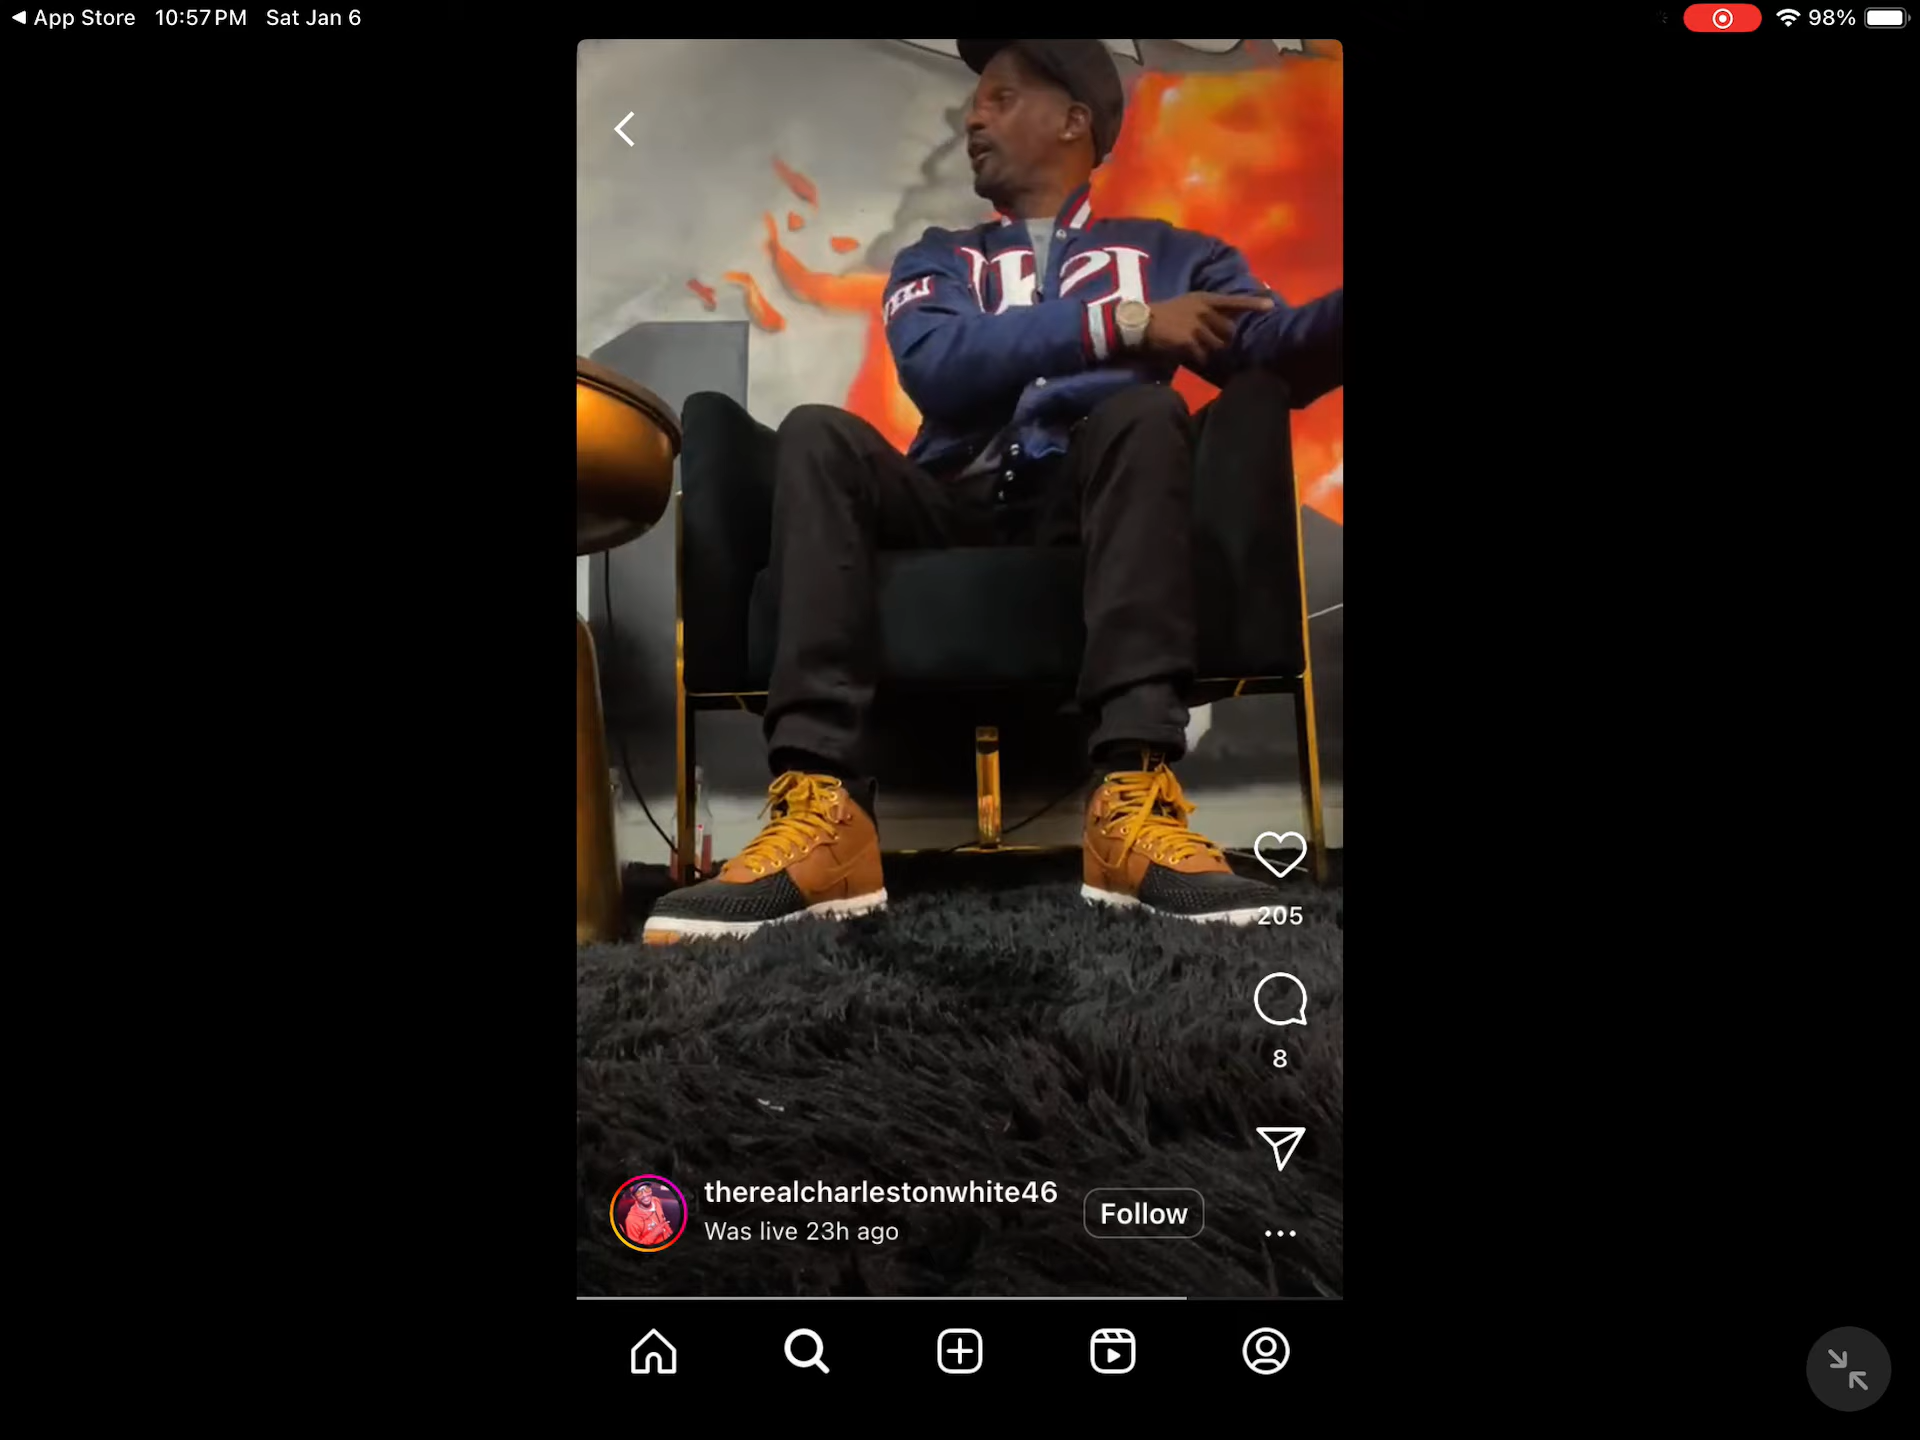 App Store 10:57 PM Sat Jan 6
98%
205
8
therealcharlestonwhite46
Was live 23h ago
Follow